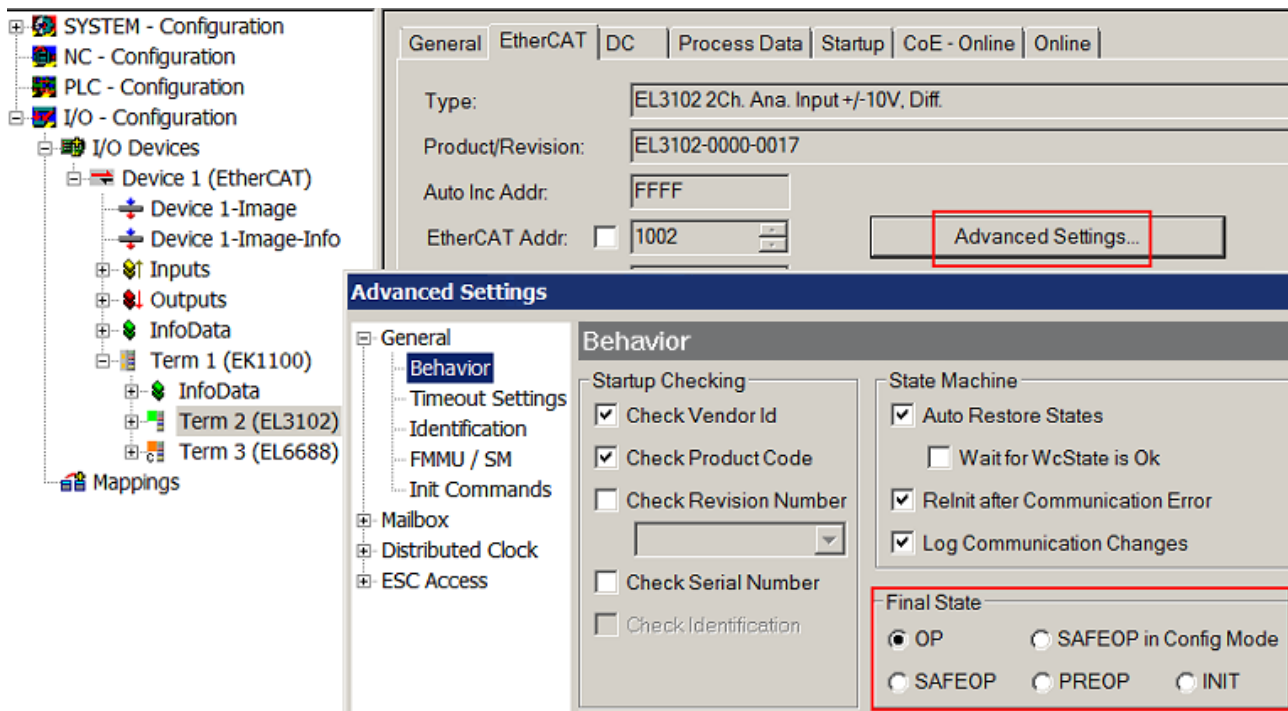 SYSTEM - Configuration
NC - Configuration
PLC - Configuration
I/O - Configuration
I/O Devices
Device 1 (EtherCAT)
Device 1-Image
Device 1-Image-Info
Inputs
Outputs
InfoData
Term 1 (EK1100)
InfoData
Term 2 (EL3102)
Term 3 (EL6688)
Mappings
General EtherCAT DC Process Data Startup CoE - Online Online
Type: EL3102 2Ch. Ana. Input +/-10V, Diff.
Product/Revision: EL3102-0000-0017
Auto Inc Addr: FFFF
EtherCAT Addr: 1002 Advanced Settings...
Advanced Settings
General
Behavior
Timeout Settings
Identification
FMMU / SM
Init Commands
Mailbox
Distributed Clock
ESC Access
Behavior
Startup Checking
Check Vendor Id
Check Product Code
Check Revision Number
Check Serial Number
Check Identification
State Machine
Auto Restore States
Wait for WcState is Ok
ReInit after Communication Error
Log Communication Changes
Final State
OP SAFEOP in Config Mode
SAFEOP PREOP INIT